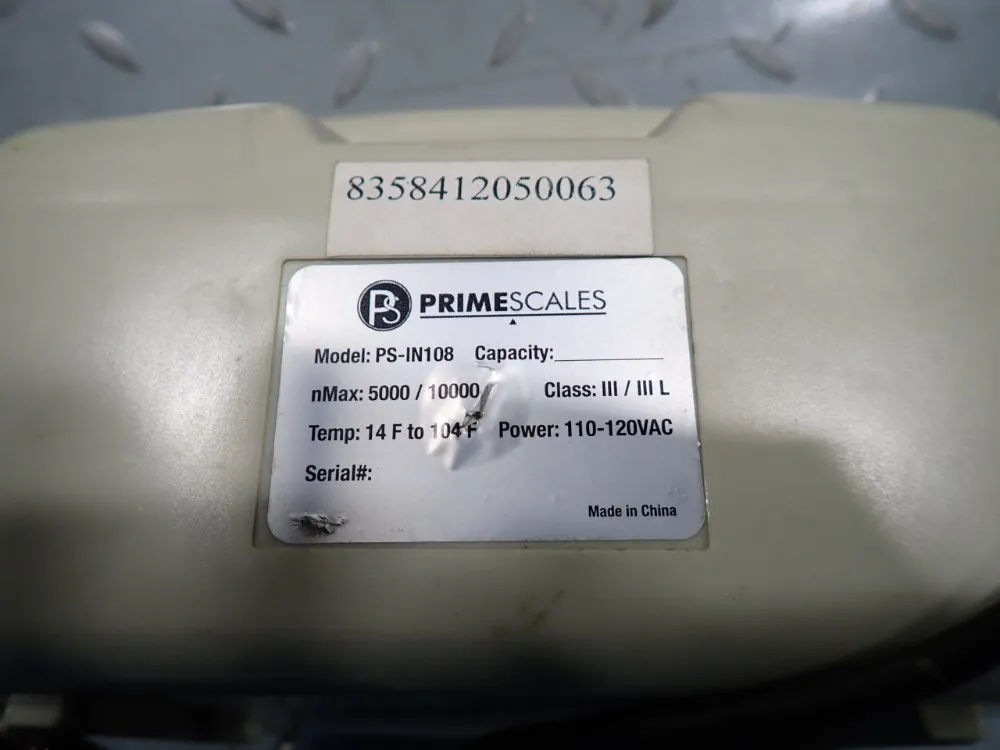 8358412050063
PS PRIMESCALES
Model: PS-IN108 Capacity:__________
nMax: 5000 / 10000 Class: III / III L
Temp: 14 F to 104 F Power: 110-120VAC
Serial#:
Made in China